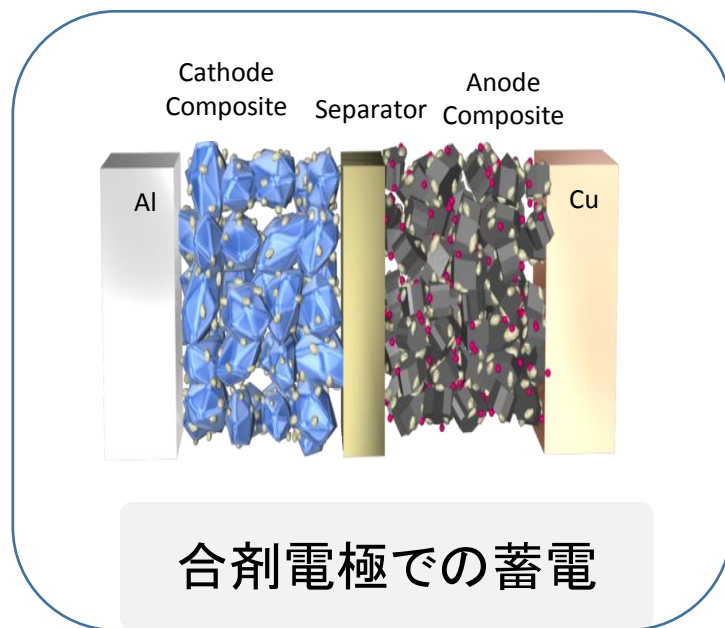 Cathode
Composite
Separator
Anode
Composite
Al
Cu
合剤電極での蓄電